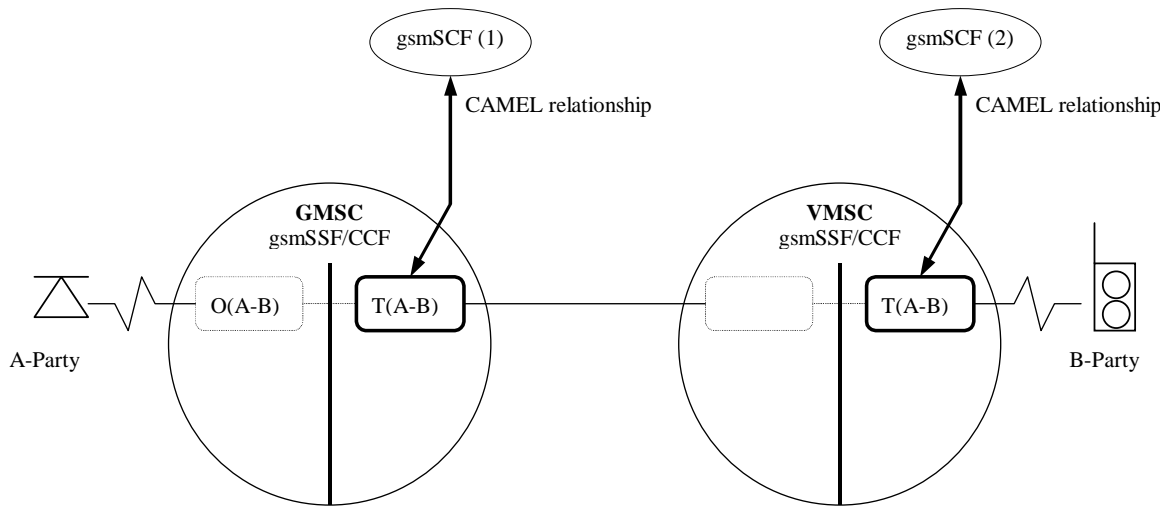 gsmSCF (1)
gsmSCF (2)
CAMEL relationship
CAMEL relationship
GMSC
gsmSSF/CCF
VMSC
gsmSSF/CCF
O(A-B)
T(A-B)
T(A-B)
A-Party
B-Party